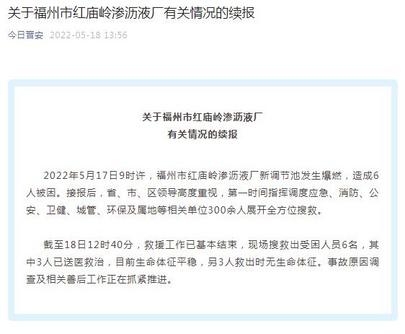 关于福州市红庙岭渗沥液厂有关情况的续报
今日晋安 2022-05-18 13:56
关于福州市红庙岭渗沥液厂
有关情况的续报
2022年5月17日9时许，福州市红庙岭渗沥液厂新调节池发生爆燃，造成6
人被困。接报后，省、市、区领导高度重视，第一时间指挥调度应急、消防、公
安、卫健、城管、环保及属地等相关单位300余人展开全方位搜救。
截至18日12时40分，救援工作已基本结束，现场搜救出受困人员6名，其
中3人已送医救治，目前生命体征平稳，另3人救出时无生命体征。事故原因调
查及相关善后工作正在抓紧推进。